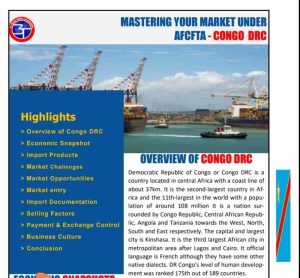 MASTERING YOUR MARKET UNDER
AFCFTA - CONGO DRC
Highlights
> Overview of Congo ORC
> Economic Snapshot
> Import Products
> Market Challenges
> Market Opportunities
> Market entry
> Import Documentation
> Selling Factors
> Payment & Exchange Control
> Business Culture
> Conclusion
OVERVIEW OF CONGO DRC
Democratic Republic of Congo or Congo DRC is a
country located in central Africa with a coast line of
about 37km. It is the second-largest country in Af-
rica and the 11th-largest in the world with a popu-
lation of around 108 million It is a nation sur-
rounded by Congo Republic, Central African Repub-
lic, Angola and Tanzania towards the West, North,
South and East respectively. The capital and largest
city is Kinshasa. It is the third largest African city in
metropolitan area after Lagos and Cairo. It official
language is French although they have some other
native dialects. DR Congo's level of human develop-
ment was ranked 175th out of 189 countries.